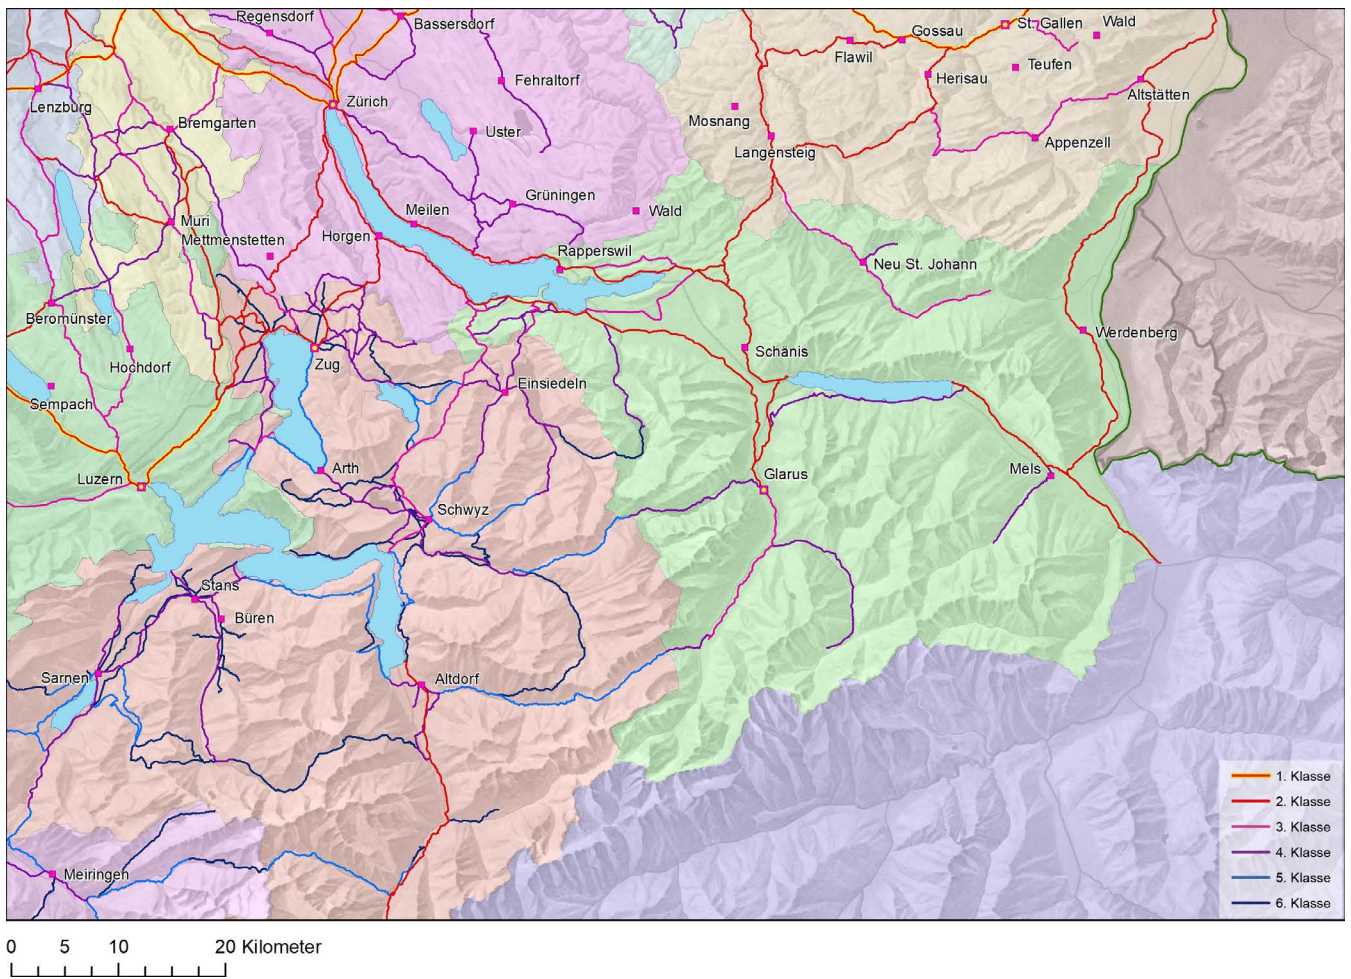 Regensdorf
Bassersdorf
St. Gallen
Wald
Gossau
Flawil
Teufen
Herisau
Fehraltorf
Altstätten
Lenzburg
Zürich
Mosnang
Bremgarten
Uster
Appenzell
Langensteig
Grüningen
Meilen
Wald
Muri
Mettmenstetten
Horgen
Rapperswil
Neu St. Johann
Beromünster
Werdenberg
Schänis
Hochdorf
Zug
Einsiedeln
Sempach
Arth
Mels
Glarus
Luzern
Schwyz
Stans
Büren
Sarnen
Altdorf
Meiringen
1. Klasse
2. Klasse
3. Klasse
4. Klasse
5. Klasse
6. Klasse
0 5 10 20 Kilometer